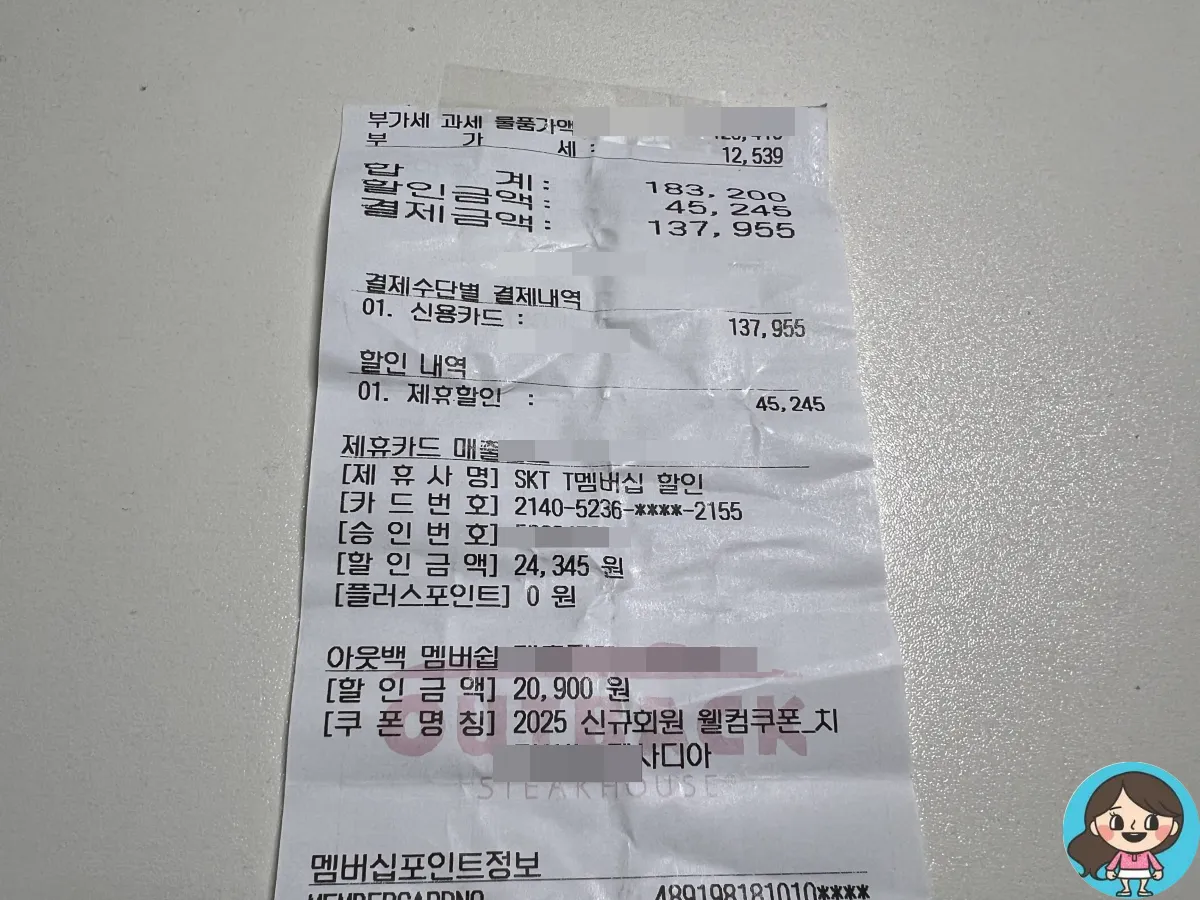 부가세 과세 물품가액
부 가 세 : 12,539
합 계 : 183,200
할인금액 : 45,245
결제금액 : 137,955
결제수단별 결제내역
01. 신용카드 : 137,955
할인 내역
01. 제휴할인 : 45,245
제휴카드 매출
[제 휴 사 명] SKT T멤버십 할인
[카 드 번 호] 2140-5236-****-2155
[승 인 번 호]
[할 인 금 액] 24,345 원
[플러스포인트] 0 원
아웃백 멤버쉽
[할 인 금 액] 20,900 원
[쿠 폰 명 칭] 2025 신규회원 웰컴쿠폰_치
사디아
OUTBACK
STEAKHOUSE
멤버십포인트정보
MEMBERCARDNO 489198181010****